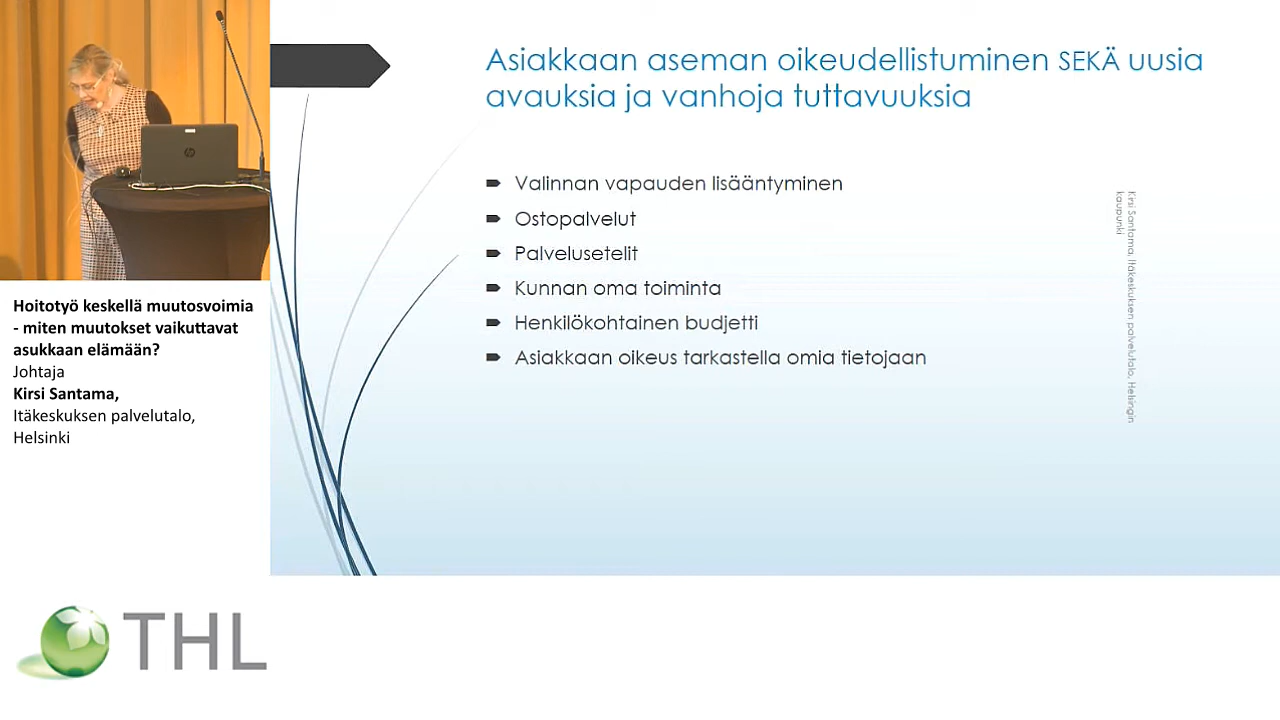 Asiakkaan aseman oikeudellistuminen SEKÄ uusia
avauksia ja vanhoja tuttavuuksia
Valinnan vapauden lisääntyminen
Ostopalvelut
Palvelusetelit
Kunnan oma toiminta
Henkilökohtainen budjetti
Asiakkaan oikeus tarkastella omia tietojaan
Kirsi Santama, Itäkeskuksen palvelutalo, Helsingin
kaupunki
Hoitotyö keskellä muutosvoimia
- miten muutokset vaikuttavat
asukkaan elämään?
Johtaja
Kirsi Santama,
Itäkeskuksen palvelutalo,
Helsinki
THL